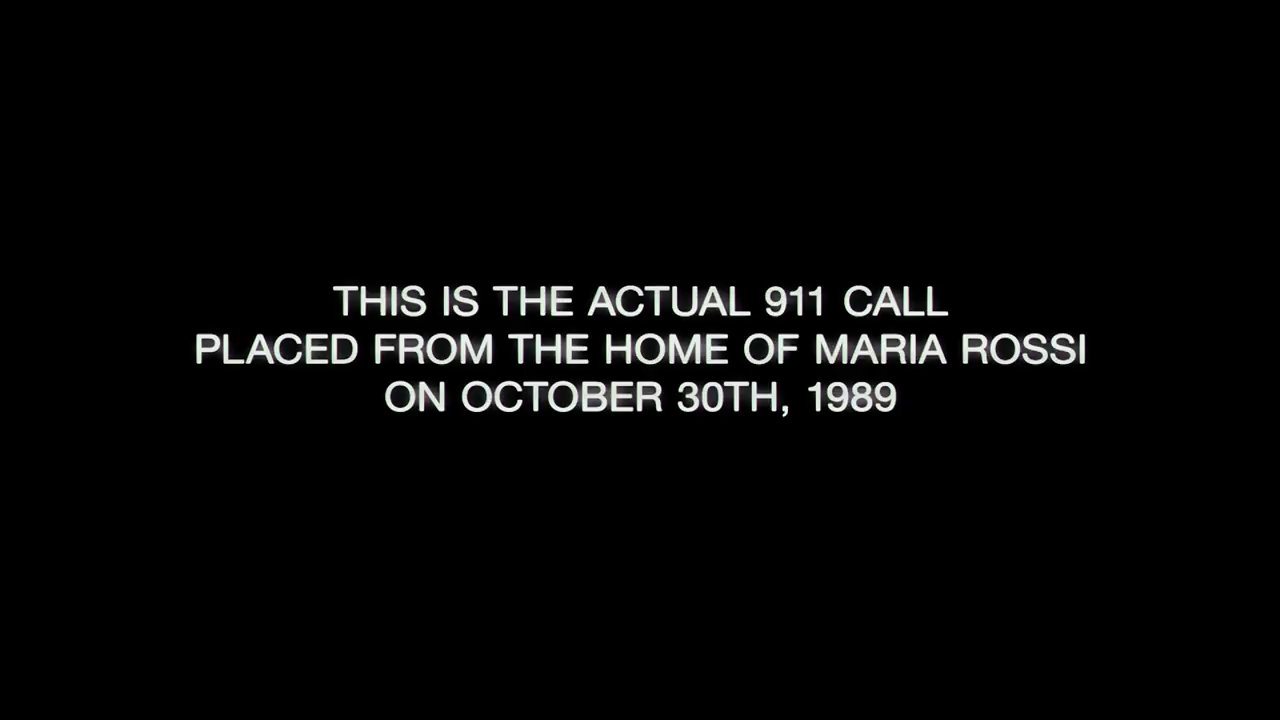 THIS IS THE ACTUAL 911 CALL
PLACED FROM THE HOME OF MARIA ROSSI
ON OCTOBER 30TH, 1989